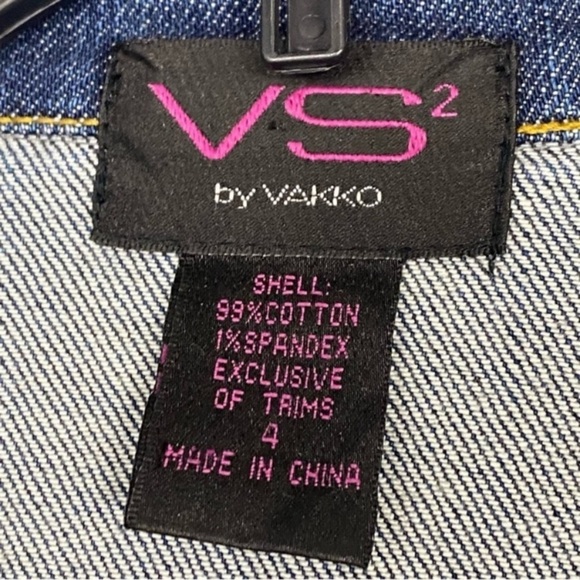 VS²
by VAKKO
SHELL:
99%COTTON
1%SPANDEX
EXCLUSIVE
OF TRIMS
4
MADE IN CHINA